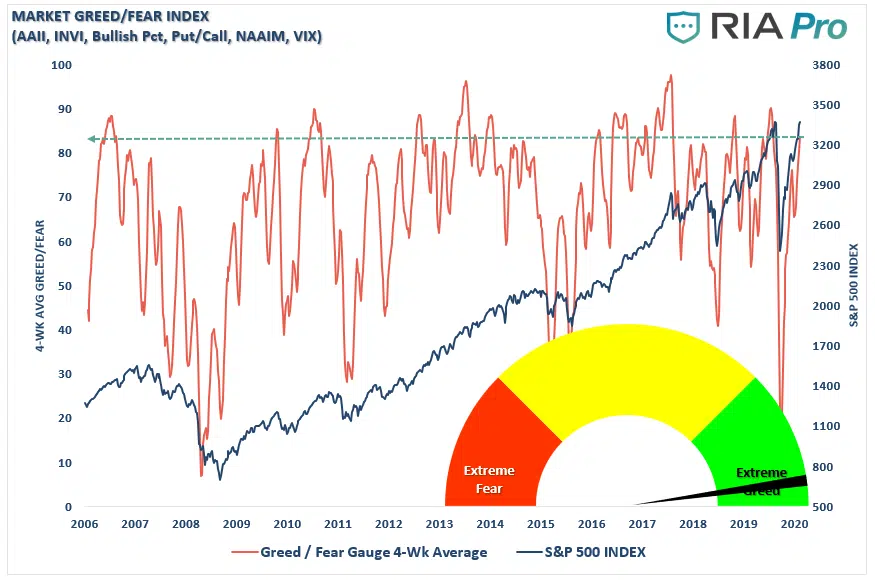 MARKET GREED/FEAR INDEX
(AAII, INVI, Bullish Pct, Put/Call, NAAIM, VIX)
RIA Pro
100
90
80
70
60
50
40
30
20
10
0
4-WK AVG GREED/FEAR
3800
3500
3200
2900
2600
2300
2000
1700
1400
1100
800
500
S&P 500 INDEX
Extreme
Fear
Extreme
Greed
2006 2007 2008 2009 2010 2011 2012 2013 2014 2015 2016 2017 2018 2019 2020
Greed / Fear Gauge 4-Wk Average
S&P 500 INDEX